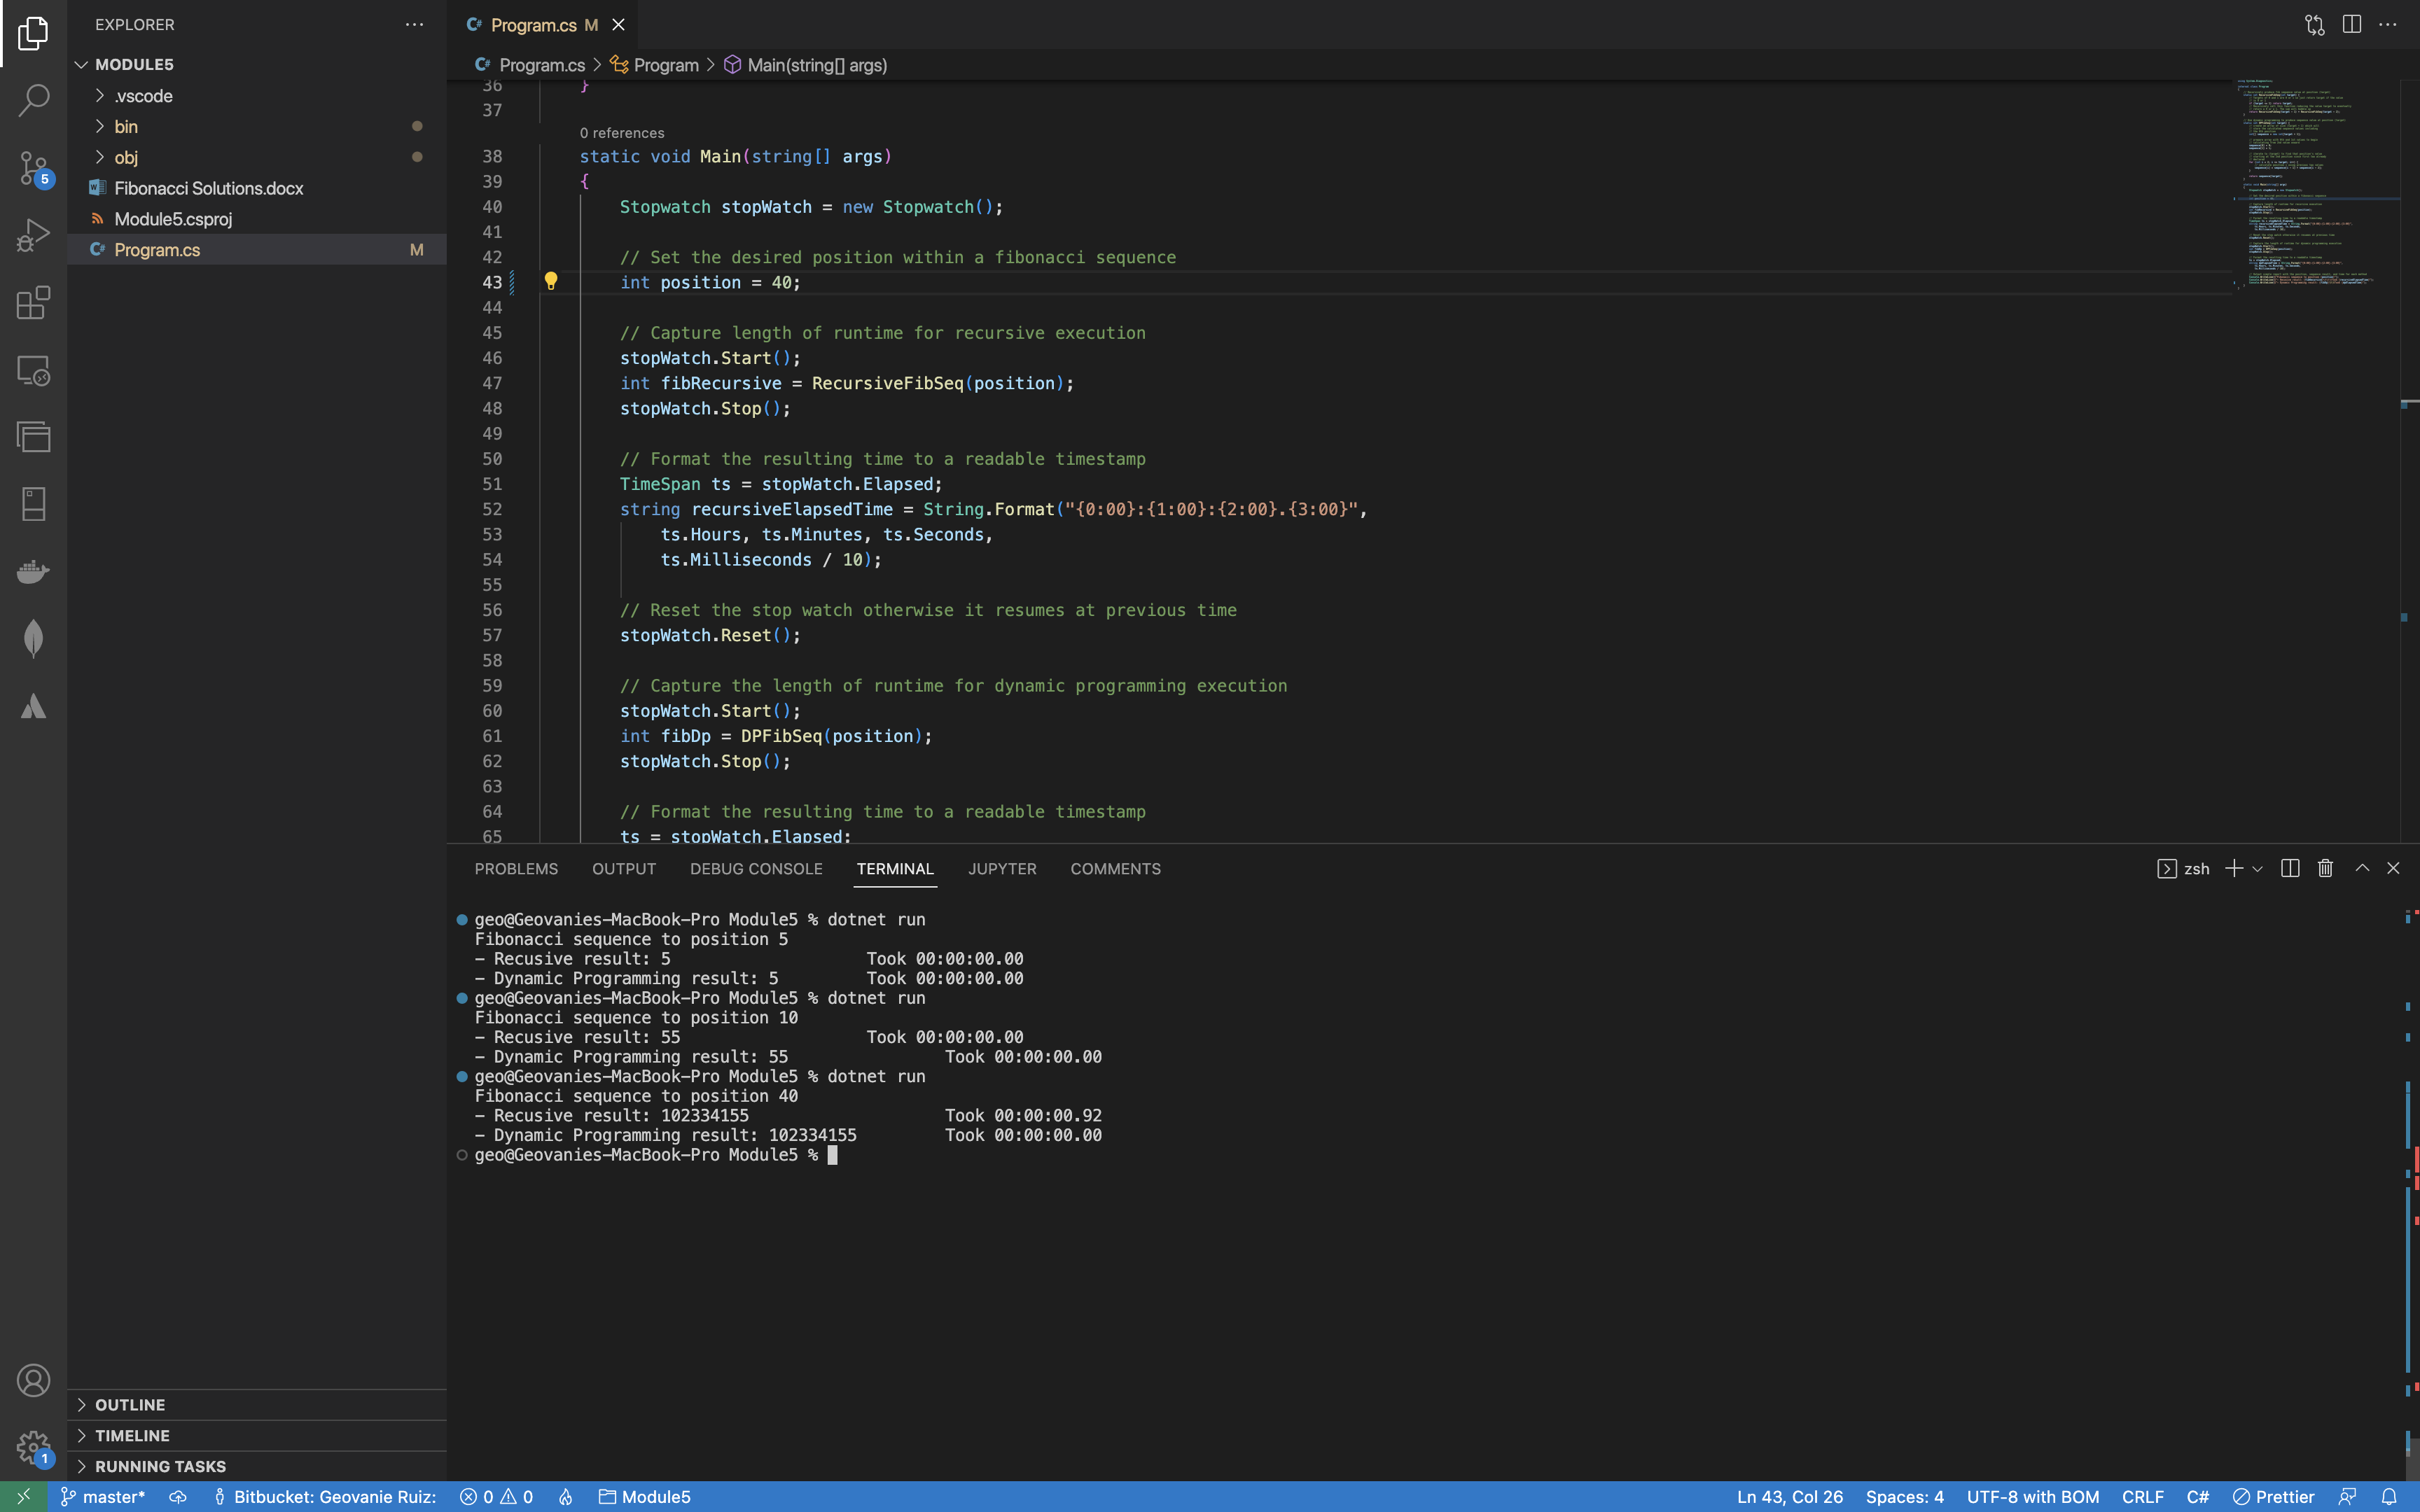 EXPLORER
MODULE5
.vscode
bin
obj
Fibonacci Solutions.docx
Module5.csproj
Program.cs M
5
1
OUTLINE
TIMELINE
RUNNING TASKS
Program.cs M
Program.cs > Program > Main(string[] args)
36 }
37
0 references
38 static void Main(string[] args)
39 {
40 Stopwatch stopWatch = new Stopwatch();
41
42 // Set the desired position within a fibonacci sequence
43 int position = 40;
44
45 // Capture length of runtime for recursive execution
46 stopWatch.Start();
47 int fibRecursive = RecursiveFibSeq(position);
48 stopWatch.Stop();
49
50 // Format the resulting time to a readable timestamp
51 TimeSpan ts = stopWatch.Elapsed;
52 string recursiveElapsedTime = String.Format("{0:00}:{1:00}:{2:00}.{3:00}",
53 ts.Hours, ts.Minutes, ts.Seconds,
54 ts.Milliseconds / 10);
55
56 // Reset the stop watch otherwise it resumes at previous time
57 stopWatch.Reset();
58
59 // Capture the length of runtime for dynamic programming execution
60 stopWatch.Start();
61 int fibDp = DPFibSeq(position);
62 stopWatch.Stop();
63
64 // Format the resulting time to a readable timestamp
65 ts = stopWatch.Elapsed;
PROBLEMS OUTPUT DEBUG CONSOLE TERMINAL JUPYTER COMMENTS
zsh
geo@Geovanies-MacBook-Pro Module5 % dotnet run
Fibonacci sequence to position 5
- Recusive result: 5 Took 00:00:00.00
- Dynamic Programming result: 5 Took 00:00:00.00
geo@Geovanies-MacBook-Pro Module5 % dotnet run
Fibonacci sequence to position 10
- Recusive result: 55 Took 00:00:00.00
- Dynamic Programming result: 55 Took 00:00:00.00
geo@Geovanies-MacBook-Pro Module5 % dotnet run
Fibonacci sequence to position 40
- Recusive result: 102334155 Took 00:00:00.92
- Dynamic Programming result: 102334155 Took 00:00:00.00
geo@Geovanies-MacBook-Pro Module5 %
master* Bitbucket: Geovanie Ruiz: 0 0 Module5 Ln 43, Col 26 Spaces: 4 UTF-8 with BOM CRLF C# Prettier